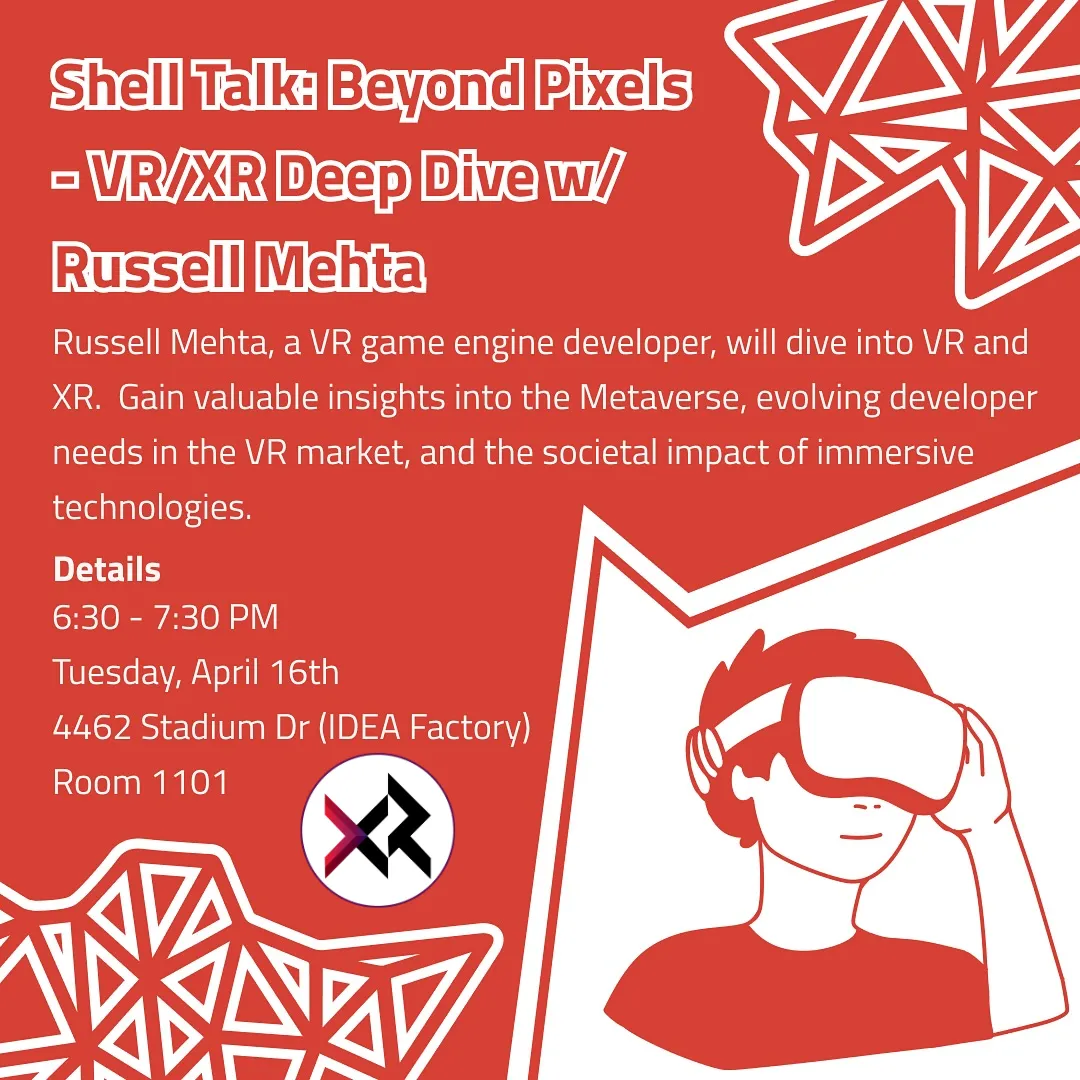 Shell Talk: Beyond Pixels
- VR/XR Deep Dive w/
Russell Mehta
Russell Mehta, a VR game engine developer, will dive into VR and
XR.  Gain valuable insights into the Metaverse, evolving developer
needs in the VR market, and the societal impact of immersive
technologies.
Details
6:30 - 7:30 PM
Tuesday, April 16th
4462 Stadium Dr (IDEA Factory)
Room 1101
XR